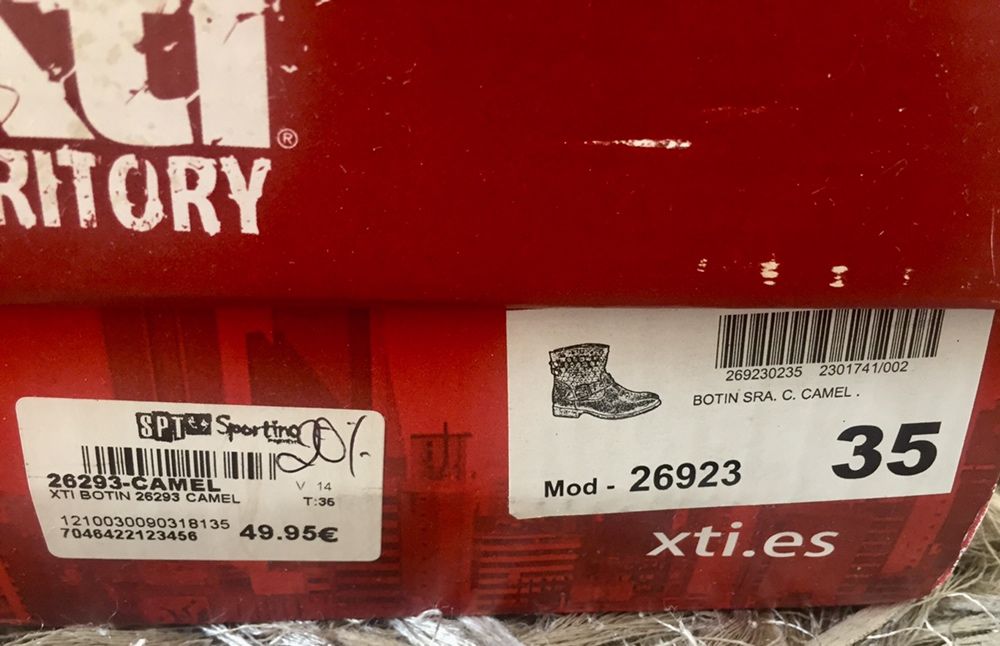 xti®
RITORY
SPT Sporting
20%
26293-CAMEL
V 14
XTI BOTIN 26293 CAMEL
T:36
1210030090318135
7046422123456
49.95€
269230235 2301741/002
BOTIN SRA. C. CAMEL .
35
Mod - 26923
xti.es